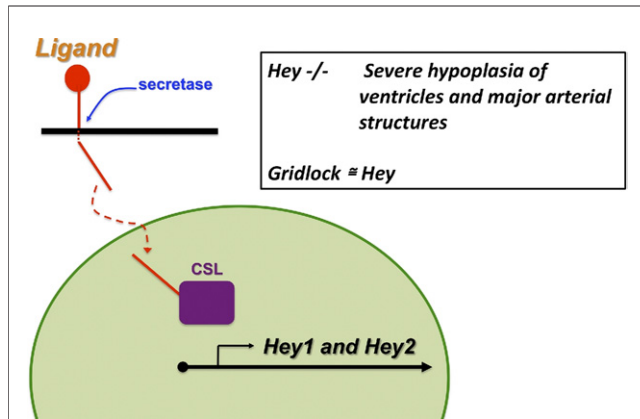 Ligand
secretase
Hey -/- Severe hypoplasia of
ventricles and major arterial
structures
Gridlock ≅ Hey
CSL
Hey1 and Hey2